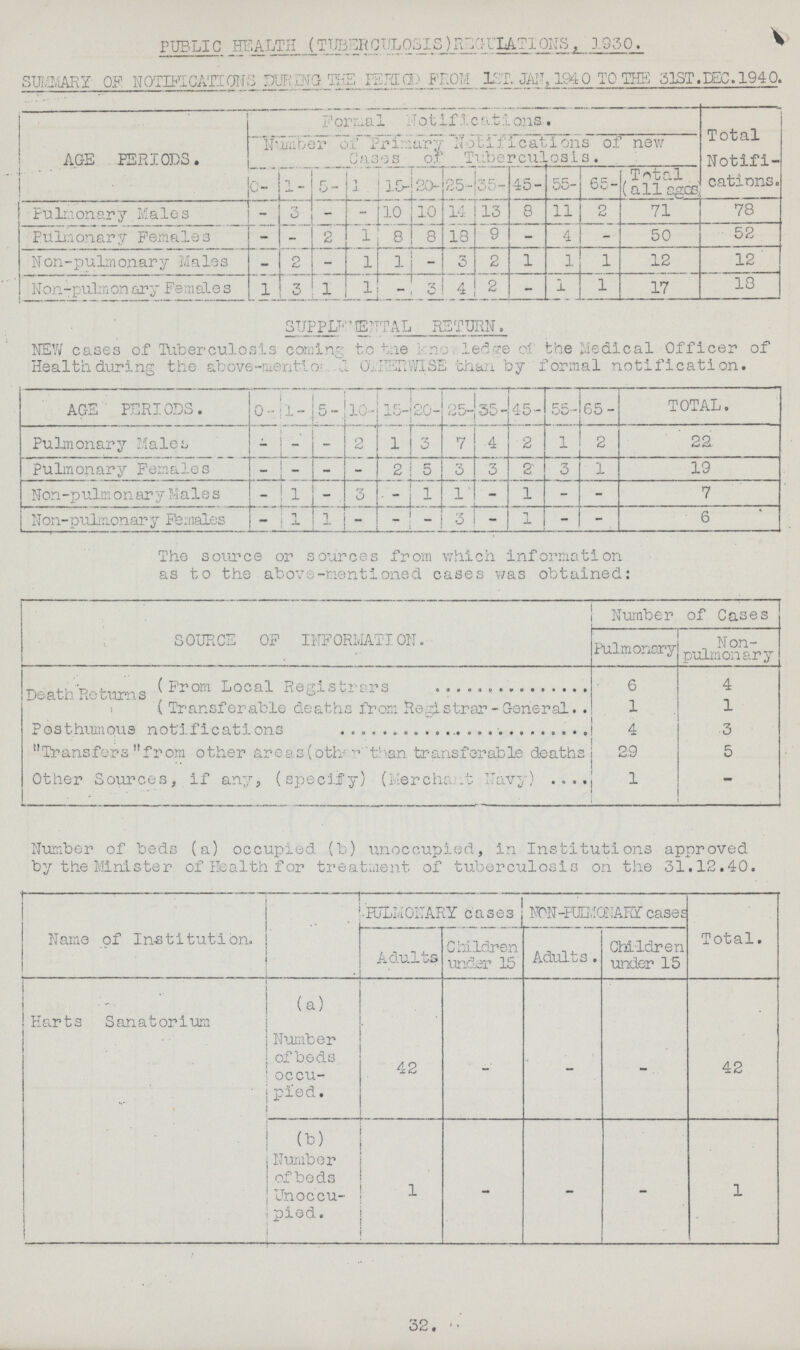 PUBLIC HEALTH (TUBERCULOSIS) REGULATIONS, 1930.
SUMMARY OF NOTIFICATIONS DURING THE PERIOD FROM 1ST. JAN, 1940 TO THE 31ST.DEC.1940.
AGE PERIODS. Formal Notifications. Total Notifi-cations.
Number of Primary Notifications of new Cases of Tuberculosis.
0- 1- 5- 1 15- 20- 25- 35- 45- 55- 65- Total (all ages)
Pulmonary Males - 3 - - 10 10 14 13 8 11 2 71 78
Pulmonary Females - - 2 1 8 8 18 9 - 4 - 50 52
Non-pulmonary Males - 2 - 1 1 - 3 2 1 1 1 12 12
Non-pulmonary Females 1 3 1 1 - 3 4 2 - 1 1 17 18
SUPPLEMENTAL RETURN.
NEW cases of Tuberculosis coming to the knowledge of the Medical Officer of
Health during the above-mentioned OTHERWISE than by formal notification.
AGE PERIODS. 0- 1- 5- 10- 15- 20- 25- 35- 45- 55- 65- TOTAL.
Pulmonary Males - - - 2 1 3 7 4 2 1 2 22
Pulmonary Females - - - - 2 5 3 3 2 3 1 19
Non-pulmonary Males - 1 - 3 - 1 1 - 1 - - 7
Non-pulmonary Females - 1 1 - - - 3 - 1 - - 6
The source or sources from which information
as to the above-mentioned cases was obtained:
SOURCE OF INFORMATION. Number of Cases
Pulmonary Non-pulmonary
Death Returns (From Local Registrars ............... 6 4
(Transferable deaths from Registrar-General.. 1 1
Posthumous notifications ........................ 4 3
"Transfers" from other areas (other than transferable deaths 29 5
Other Sources, if any, (specify) (Merchant Navy) .... 1 -
Number of beds (a) occupied (b) unoccupied, in Institutions approved
by the Minister of Health for treatment of tuberculosis on the 31.12.40.
Name of Institution. PULMONARY cases NON-PULMONARY cases Total.
Adults Children under 15 Adults. Children under 15
Harts Sanatorium (a) Number of beds occu-pied. 42 - - - 42
(b) Number of beds Unoccu-pied. 1 - - - 1
32.